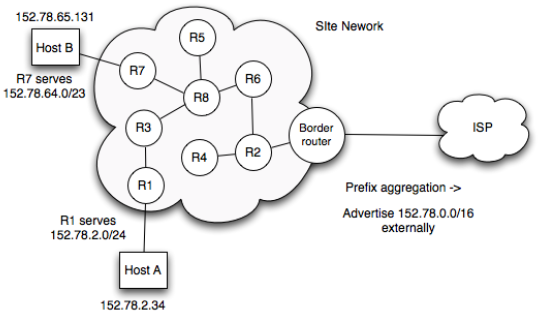 152.78.65.131
SIte Nework
Host B
R5
R7
R6
R7 serves
152.78.64.0/23
R8
R3
Border
router
ISP
R4
R2
R1
Prefix aggregation ->
R1 serves
152.78.2.0/24
Advertise 152.78.0.0/16
externally
Host A
152.78.2.34